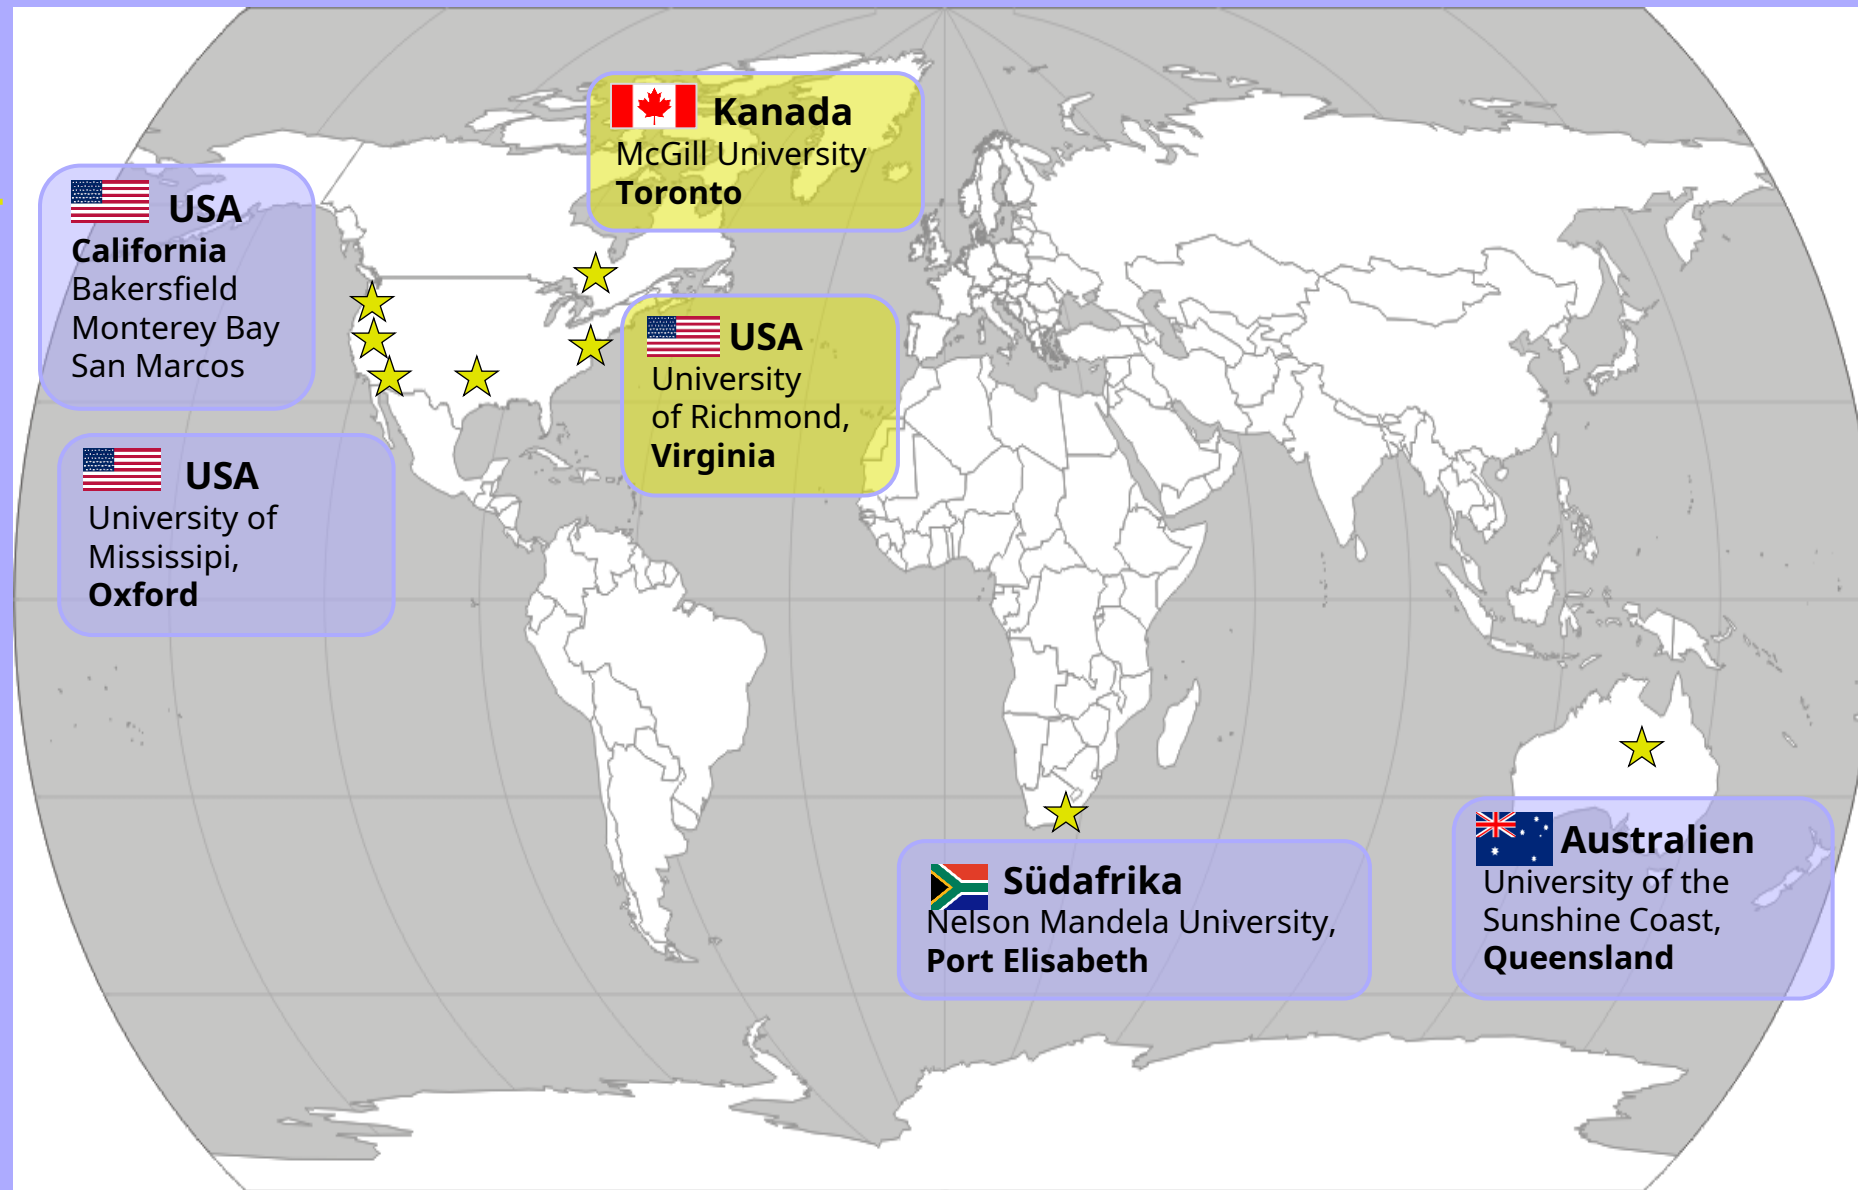 Kanada
McGill University
Toronto
USA
California
Bakersfield
Monterey Bay
San Marcos
USA
University
of Richmond,
Virginia
USA
University of
Mississipi,
Oxford
Südafrika
Nelson Mandela University,
Port Elisabeth
Australien
University of the
Sunshine Coast,
Queensland